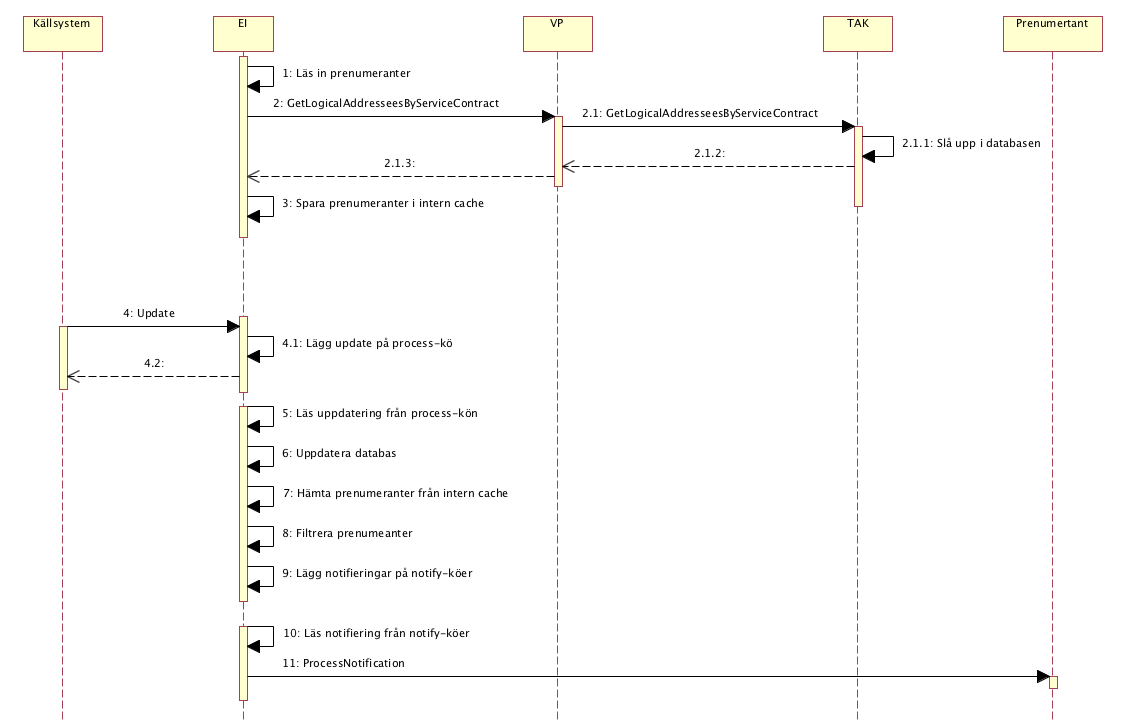 Källsystem
EI
VP
TAK
Prenumertant
1: Läs in prenumeranter
2: GetLogicalAddresseesByServiceContract
2.1: GetLogicalAddresseesByServiceContract
2.1.1: Slå upp i databasen
2.1.2:
2.1.3:
3: Spara prenumeranter i intern cache
4: Update
4.1: Lägg update på process-kö
4.2:
5: Läs uppdatering från process-kön
6: Uppdatera databas
7: Hämta prenumeranter från intern cache
8: Filtrera prenumeanter
9: Lägg notifieringar på notify-köer
10: Läs notifiering från notify-köer
11: ProcessNotification